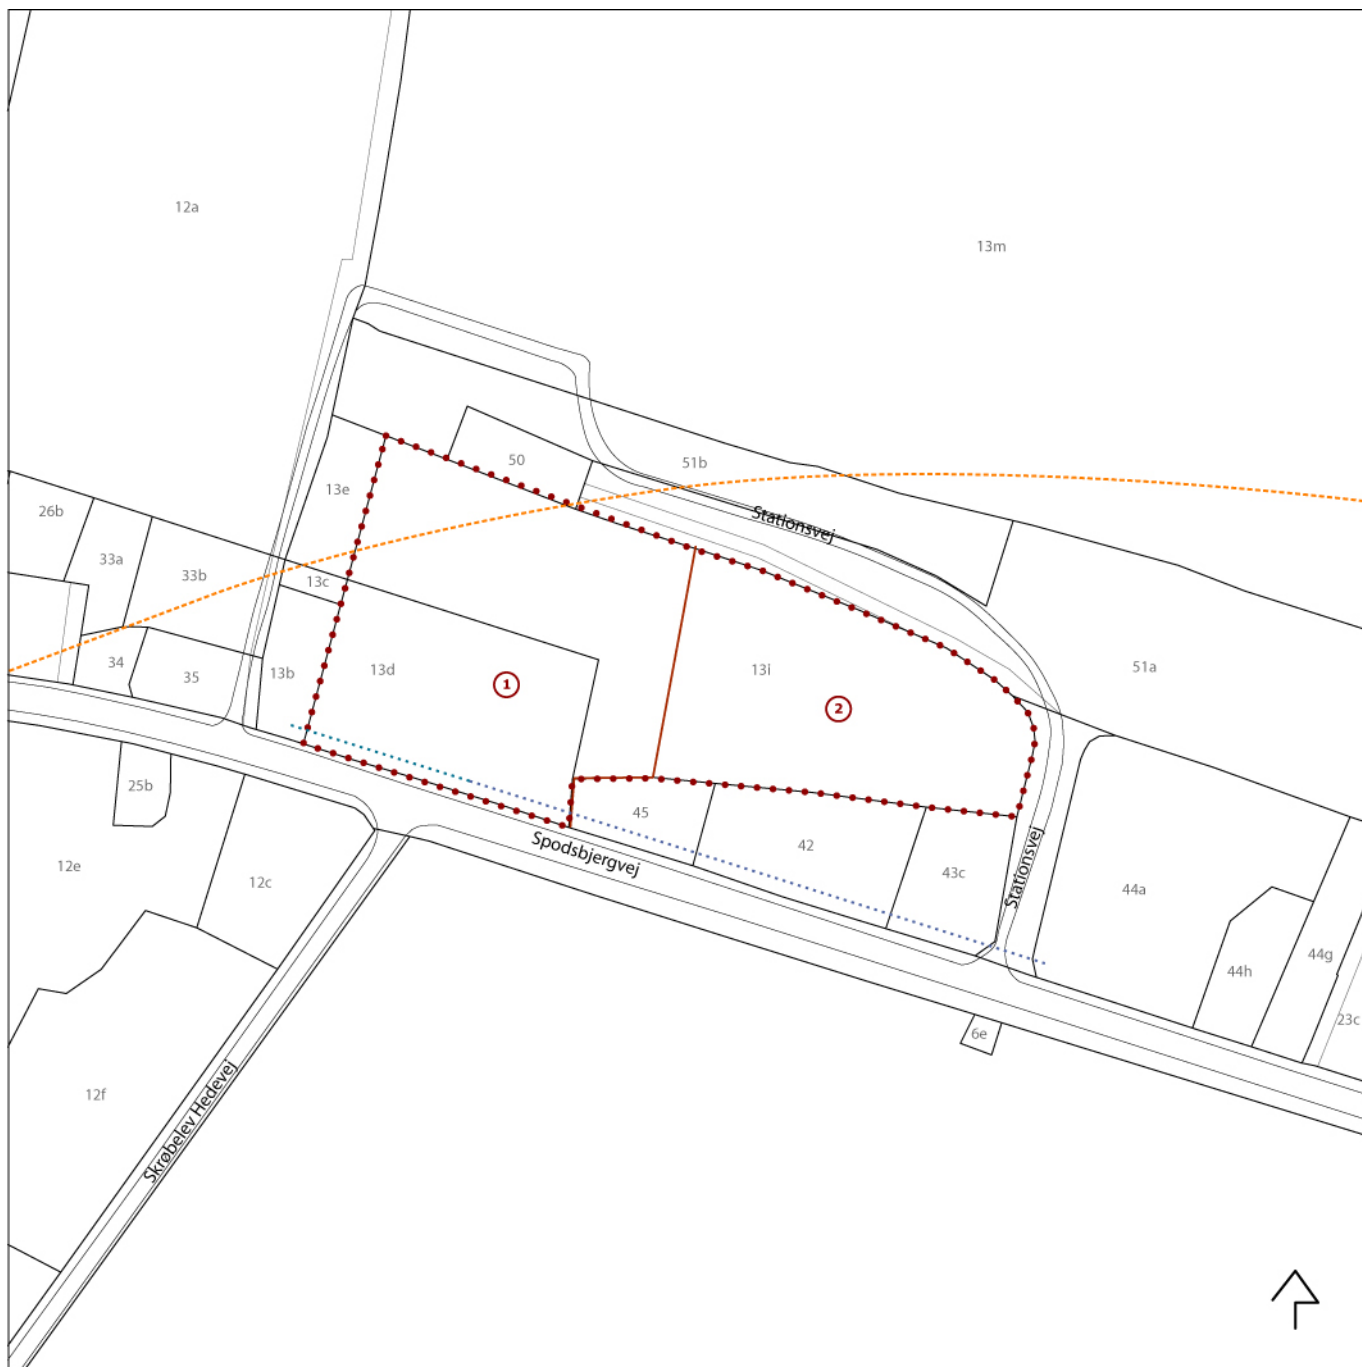 12a
13m
50
51b
13e
26b
Stationsvej
33a
33b
13c
34
35
13b
13d
1
13i
2
51a
25b
45
42
Spodsbjergvej
12e
12c
43c
Stationsvej
44a
44h
44g
23c
6e
12f
Skrøbelev Hedevej